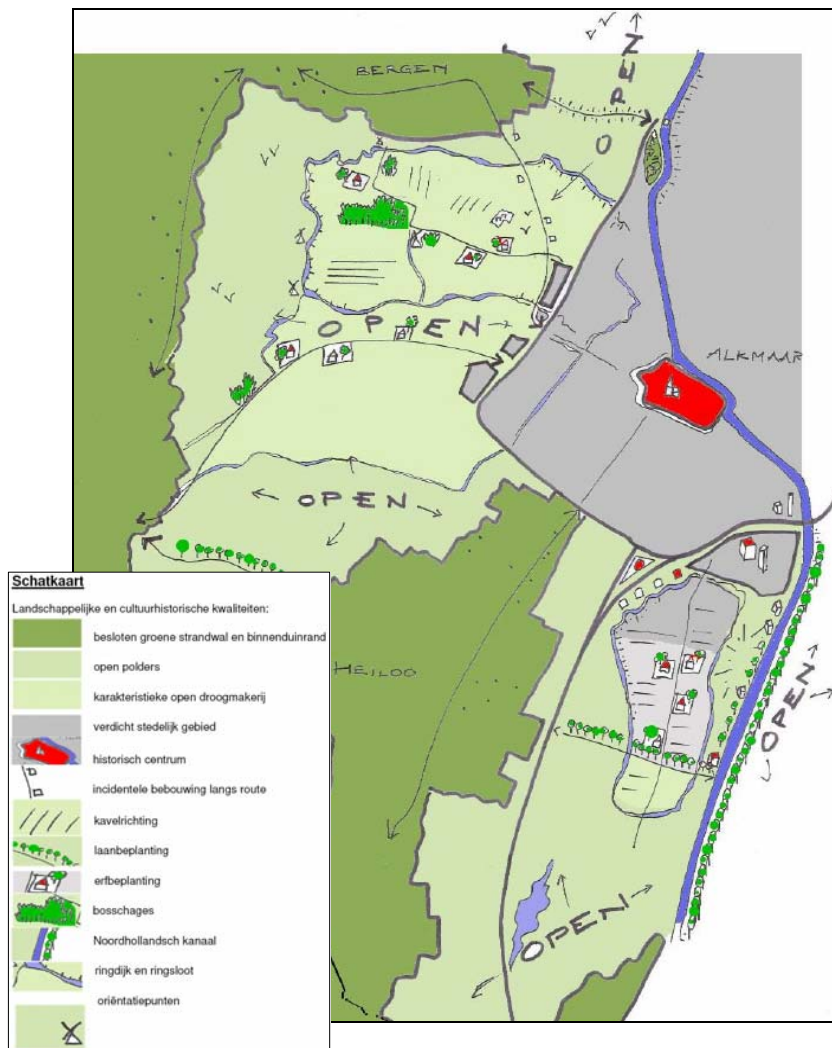 BERGEN
OPEN
OPEN
ALKMAAR
OPEN
HEILOO
OPEN
OPEN
Schatkaart
Landschappelijke en cultuurhistorische kwaliteiten:
besloten groene strandwal en binnenduinrand
open polders
karakteristieke open droogmakerij
verdicht stedelijk gebied
historisch centrum
incidentele bebouwing langs route
kavelrichting
laanbeplanting
erfbeplanting
bosschages
Noordhollandsch kanaal
ringdijk en ringsloot
oriëntatiepunten